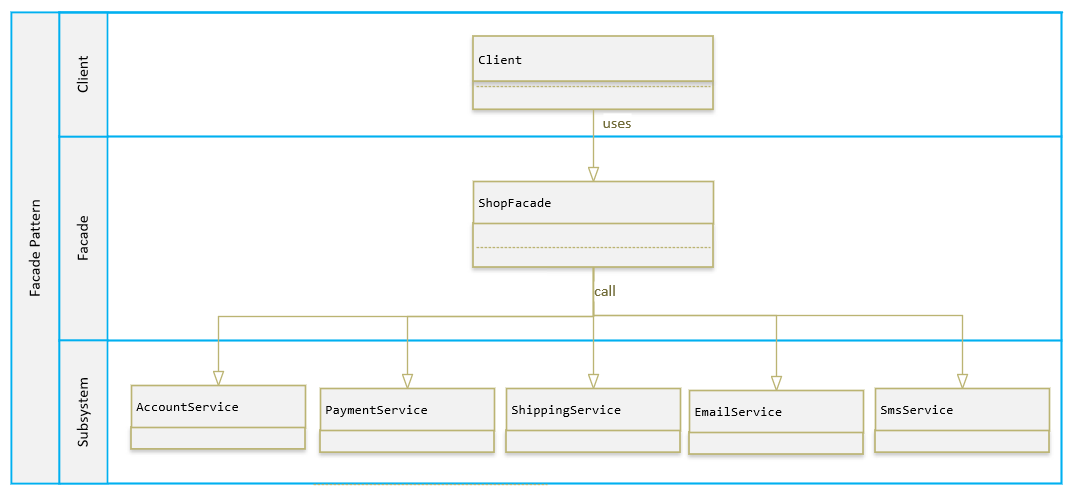 Facade Pattern
Client
Client
uses
Facade
ShopFacade
call
Subsystem
AccountService
PaymentService
ShippingService
EmailService
SmsService